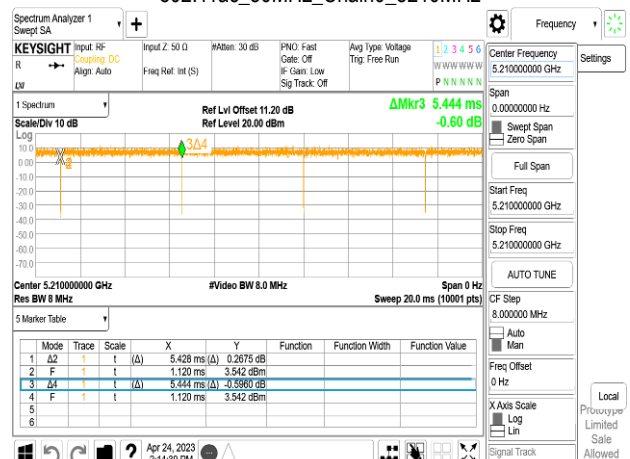 Spectrum Analyzer 1
Swept SA
Frequency
KEYSIGHT
R
Input: RF
Coupling: DC
Align: Auto
Input Z: 50 Ω
Freq Ref: Int (S)
#Atten: 30 dB
PNO: Fast
Gate: Off
IF Gain: Low
Sig Track: Off
Avg Type: Voltage
Trig: Free Run
1 2 3 4 5 6
W W W W W W
P N N N N N
Center Frequency
5.210000000 GHz
Settings
Span
0.00000000 Hz
Swept Span
Zero Span
Full Span
Start Freq
5.210000000 GHz
Stop Freq
5.210000000 GHz
AUTO TUNE
CF Step
8.000000 MHz
Auto
Man
Freq Offset
0 Hz
X Axis Scale
Log
Lin
Signal Track
Local
Prototype
Limited
Sale
Allowed
1 Spectrum
Scale/Div 10 dB
Ref Lvl Offset 11.20 dB
Ref Level 20.00 dBm
ΔMkr3 5.444 ms
-0.60 dB
Log
10.0
0.00
-10.0
-20.0
-30.0
-40.0
-50.0
-60.0
-70.0
3Δ4
Center 5.210000000 GHz
Res BW 8 MHz
#Video BW 8.0 MHz
Span 0 Hz
Sweep 20.0 ms (10001 pts)
5 Marker Table
Mode Trace Scale X Y Function Function Width Function Value
1 Δ2 1 t (Δ) 5.428 ms (Δ) 0.2675 dB
2 F 1 t 1.120 ms 3.542 dBm
3 Δ4 1 t (Δ) 5.444 ms (Δ) -0.5960 dB
4 F 1 t 1.120 ms 3.542 dBm
5
6
?
Apr 24, 2023